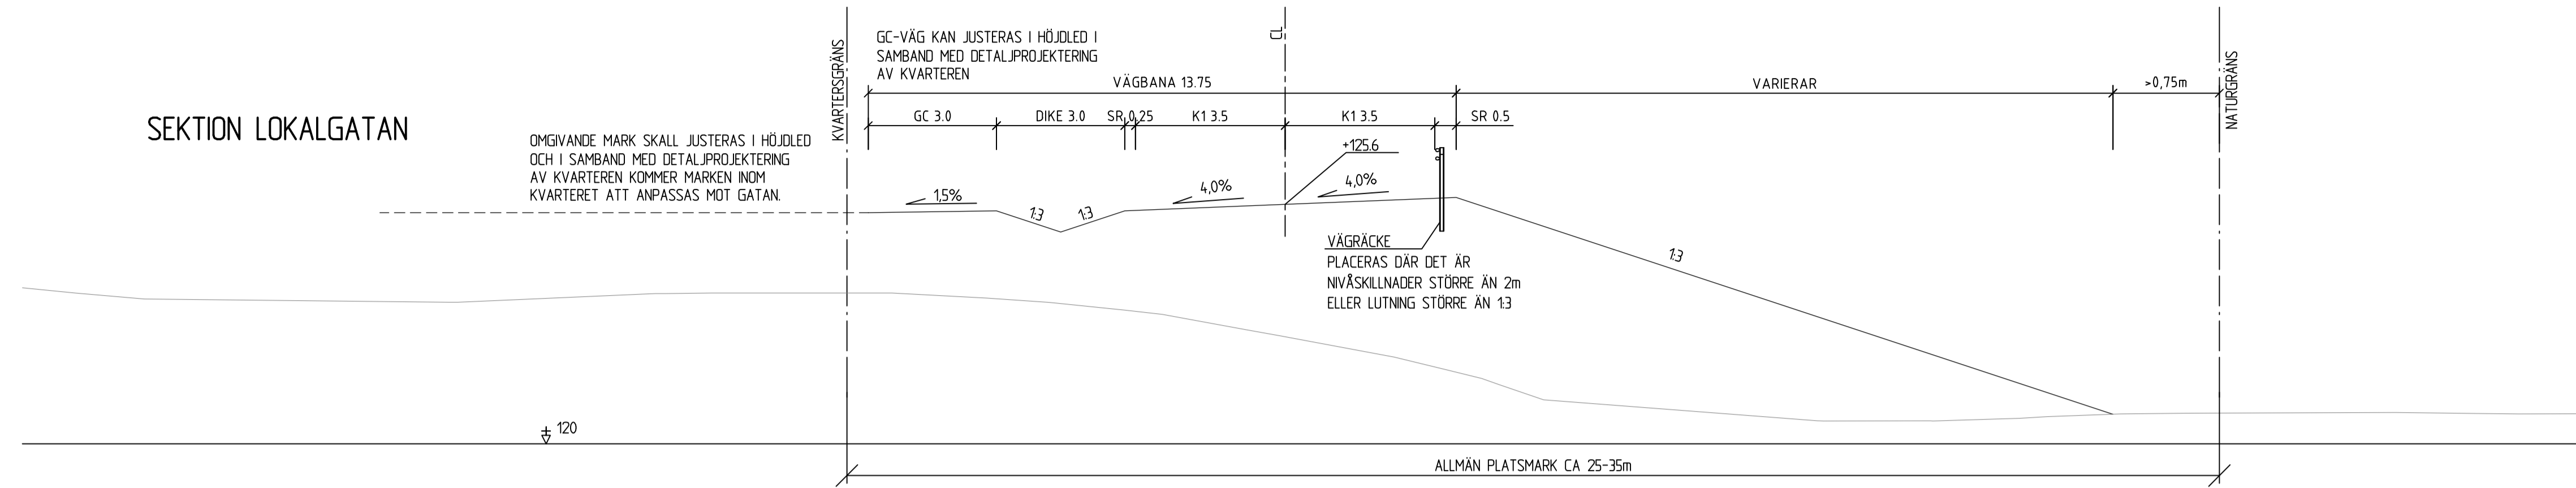 SEKTION LOKALGATAN
OMGIVANDE MARK SKALL JUSTERAS I HÖJDLED
OCH I SAMBAND MED DETALJPROJEKTERING
AV KVARTEREN KOMMER MARKEN INOM
KVARTERET ATT ANPASSAS MOT GATAN.
KVARTERSGRÄNS
GC-VÄG KAN JUSTERAS I HÖJDLED I
SAMBAND MED DETALJPROJEKTERING
AV KVARTEREN
CL
VÄGBANA 13.75
VARIERAR
>0,75m
NATURGRÄNS
GC 3.0
DIKE 3.0
SR 0.25
K1 3.5
K1 3.5
SR 0.5
+125.6
1,5%
1:3
1:3
4,0%
4,0%
VÄGRÄCKE
PLACERAS DÄR DET ÄR
NIVÅSKILLNADER STÖRRE ÄN 2m
ELLER LUTNING STÖRRE ÄN 1:3
1:3
120
ALLMÄN PLATSMARK CA 25-35m